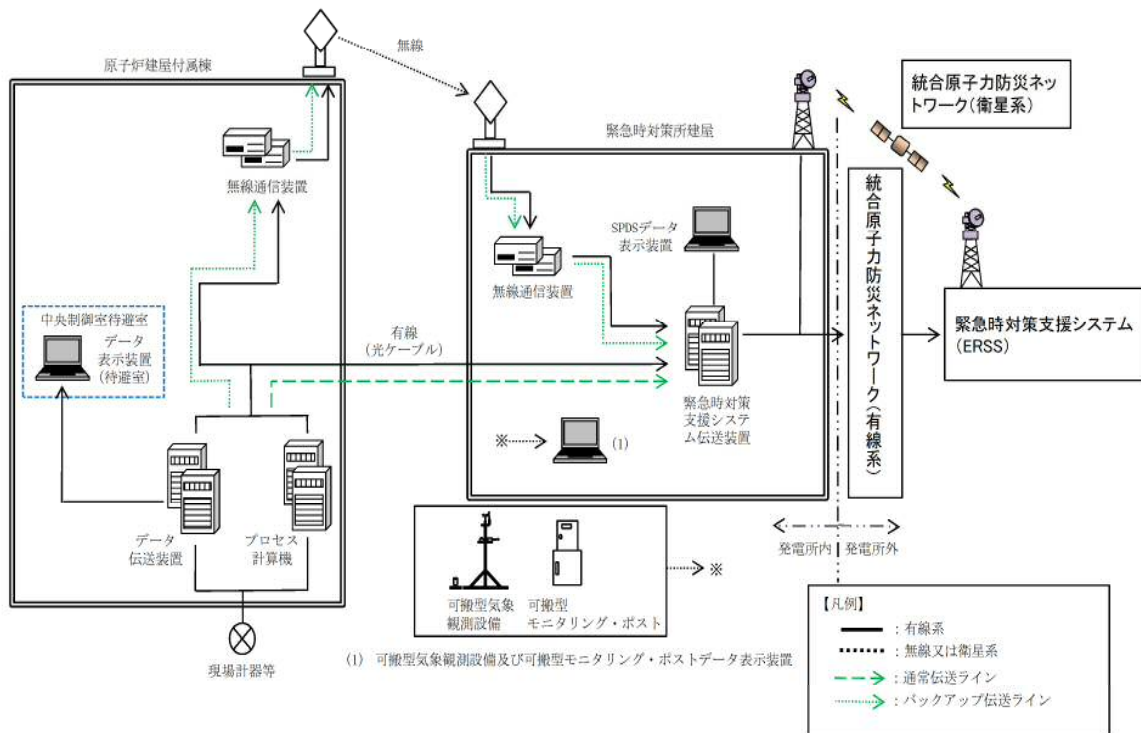 原子炉建屋付属棟
無線
無線通信装置
中央制御室待避室
データ
表示装置
(待避室)
データ
伝送装置
プロセス
計算機
現場計器等
有線
(光ケーブル)
緊急時対策所建屋
無線通信装置
SPDSデータ
表示装置
緊急時対策
支援システ
ム伝送装置
※
(1)
可搬型気象
観測設備
可搬型
モニタリング・ポスト
※
(1) 可搬型気象観測設備及び可搬型モニタリング・ポストデータ表示装置
統合原子力防災ネッ
トワーク(衛星系)
統合原子力防災ネットワーク(有線系)
緊急時対策支援システム
(ERSS)
発電所内
発電所外
【凡例】
:有線系
:無線又は衛星系
:通常伝送ライン
:バックアップ伝送ライン